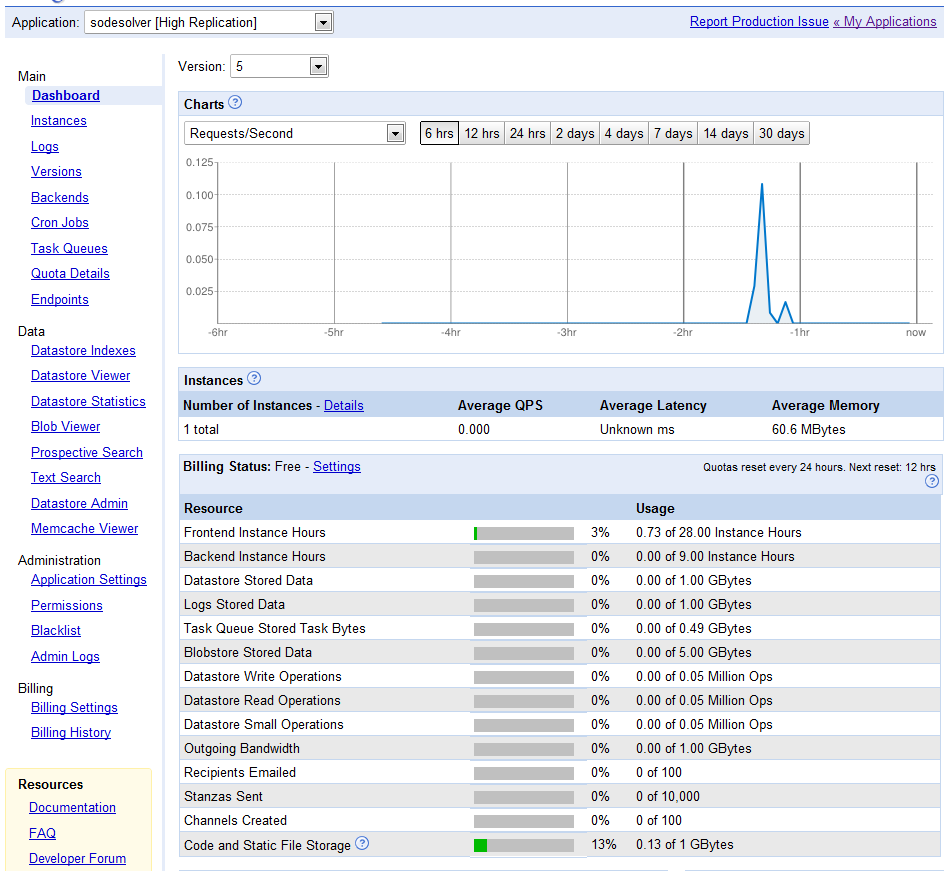 Application: sodesolver [High Replication] Report Production Issue « My Applications
Version: 5
Main
Dashboard
Instances
Logs
Versions
Backends
Cron Jobs
Task Queues
Quota Details
Endpoints
Data
Datastore Indexes
Datastore Viewer
Datastore Statistics
Blob Viewer
Prospective Search
Text Search
Datastore Admin
Memcache Viewer
Administration
Application Settings
Permissions
Blacklist
Admin Logs
Billing
Billing Settings
Billing History
Resources
Documentation
FAQ
Developer Forum
Charts ?
Requests/Second 6 hrs 12 hrs 24 hrs 2 days 4 days 7 days 14 days 30 days
0.125
0.100
0.075
0.050
0.025
-6hr -5hr -4hr -3hr -2hr -1hr now
Instances ?
Number of Instances - Details Average QPS Average Latency Average Memory
1 total 0.000 Unknown ms 60.6 MBytes
Billing Status: Free - Settings Quotas reset every 24 hours. Next reset: 12 hrs
?
Resource Usage
Frontend Instance Hours 3% 0.73 of 28.00 Instance Hours
Backend Instance Hours 0% 0.00 of 9.00 Instance Hours
Datastore Stored Data 0% 0.00 of 1.00 GBytes
Logs Stored Data 0% 0.00 of 1.00 GBytes
Task Queue Stored Task Bytes 0% 0.00 of 0.49 GBytes
Blobstore Stored Data 0% 0.00 of 5.00 GBytes
Datastore Write Operations 0% 0.00 of 0.05 Million Ops
Datastore Read Operations 0% 0.00 of 0.05 Million Ops
Datastore Small Operations 0% 0.00 of 0.05 Million Ops
Outgoing Bandwidth 0% 0.00 of 1.00 GBytes
Recipients Emailed 0% 0 of 100
Stanzas Sent 0% 0 of 10,000
Channels Created 0% 0 of 100
Code and Static File Storage ? 13% 0.13 of 1 GBytes